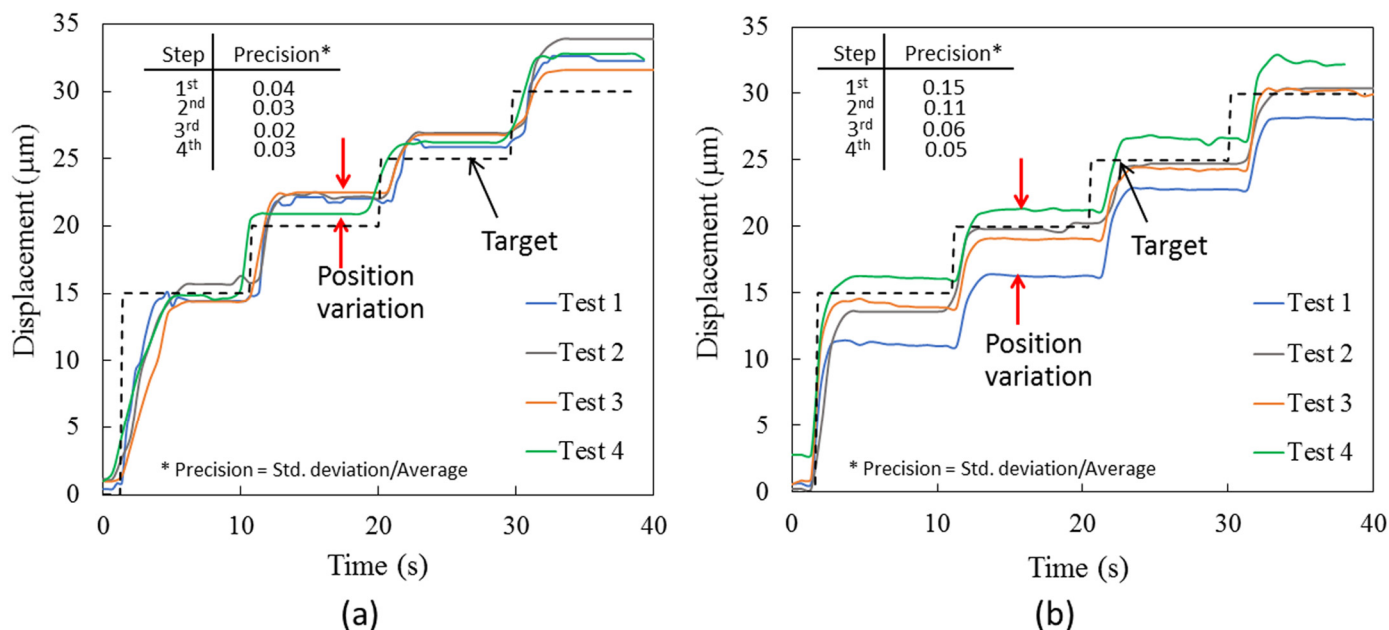 Step Precision*
1st 0.04
2nd 0.03
3rd 0.02
4th 0.03
35
30
25
20
15
10
5
0
Displacement (µm)
Target
Position
variation
Test 1
Test 2
Test 3
Test 4
* Precision = Std. deviation/Average
0 10 20 30 40
Time (s)
(a)
Step Precision*
1st 0.15
2nd 0.11
3rd 0.06
4th 0.05
35
30
25
20
15
10
5
0
Displacement (µm)
Target
Position
variation
Test 1
Test 2
Test 3
Test 4
* Precision = Std. deviation/Average
0 10 20 30 40
Time (s)
(b)